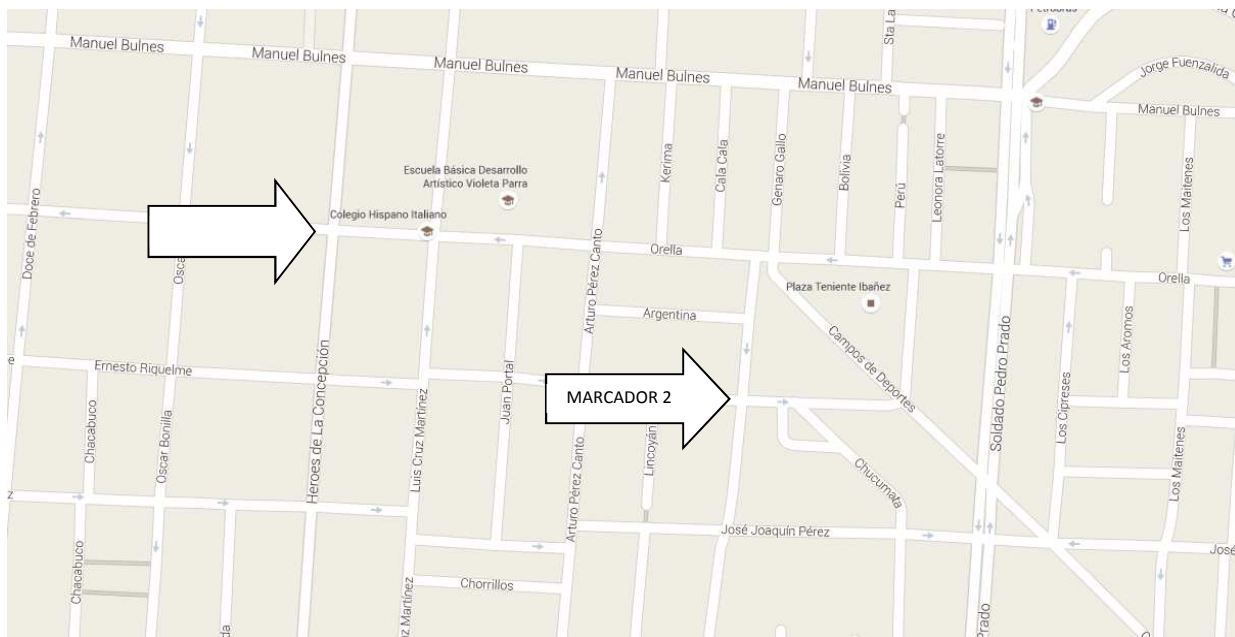 Petrobras
Sta La
Manuel Bulnes
Manuel Bulnes
Manuel Bulnes
Manuel Bulnes
Manuel Bulnes
Jorge Fuenzalida
Manuel Bulnes
Escuela Básica Desarrollo
Artístico Violeta Parra
Colegio Hispano Italiano
Doce de Febrero
Oscar
Kerima
Cala Cala
Genaro Gallo
Bolivia
Perú
Leonora Latorre
Los Maitenes
Arturo Pérez Canto
Orella
Orella
Plaza Teniente Ibañez
Argentina
Campos de Deportes
Soldado Pedro Prado
Los Cipreses
Los Aromos
Ernesto Riquelme
Heroes de La Concepción
Juan Portal
MARCADOR 2
Chacabuco
Oscar Bonilla
Luis Cruz Martínez
Arturo Pérez Canto
Lincoyán
Chucumata
Los Maitenes
José Joaquín Pérez
José
Chacabuco
Chorrillos
z Martínez
Prado
da